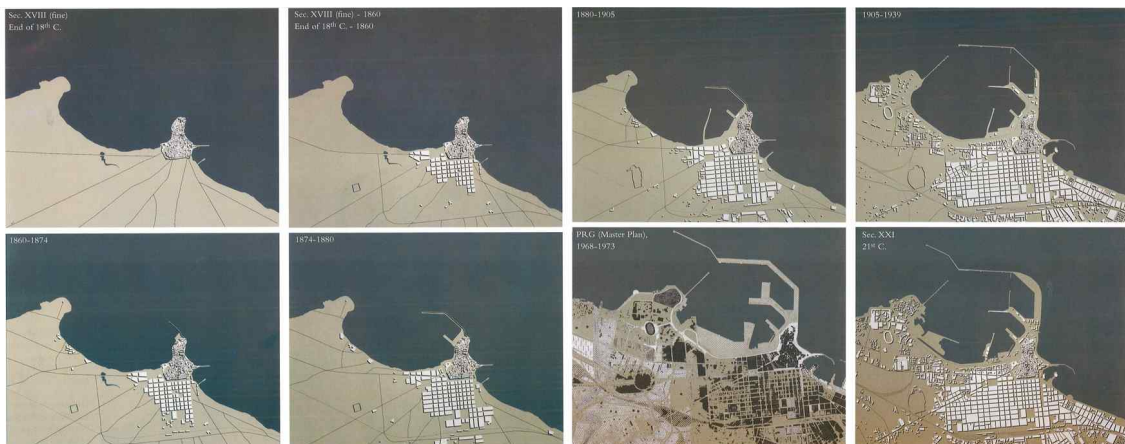 Sec. XVIII (fine)
End of 18th C.
Sec. XVIII (fine) - 1860
End of 18th C. - 1860
1880-1905
1905-1939
1860-1874
1874-1880
PRG (Master Plan),
1968-1973
Sec. XXI
21st C.